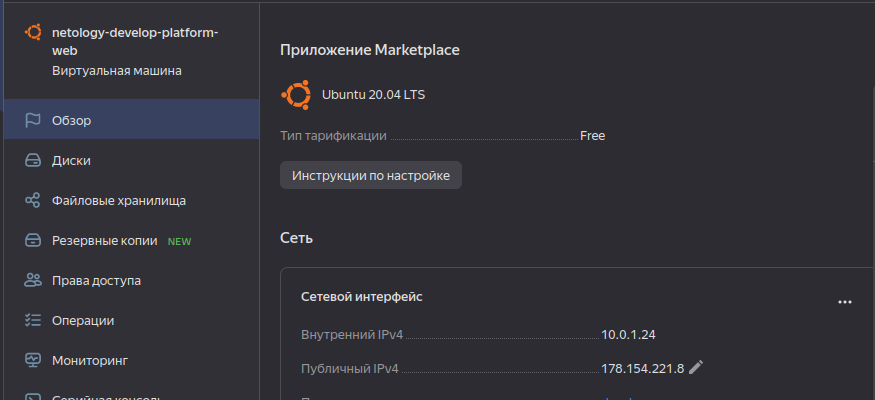 netology-develop-platform-
web
Виртуальная машина
Обзор
Диски
Файловые хранилища
Резервные копии NEW
Права доступа
Операции
Мониторинг
Приложение Marketplace
Ubuntu 20.04 LTS
Тип тарификации Free
Инструкции по настройке
Сеть
Сетевой интерфейс
Внутренний IPv4 10.0.1.24
Публичный IPv4 178.154.221.8